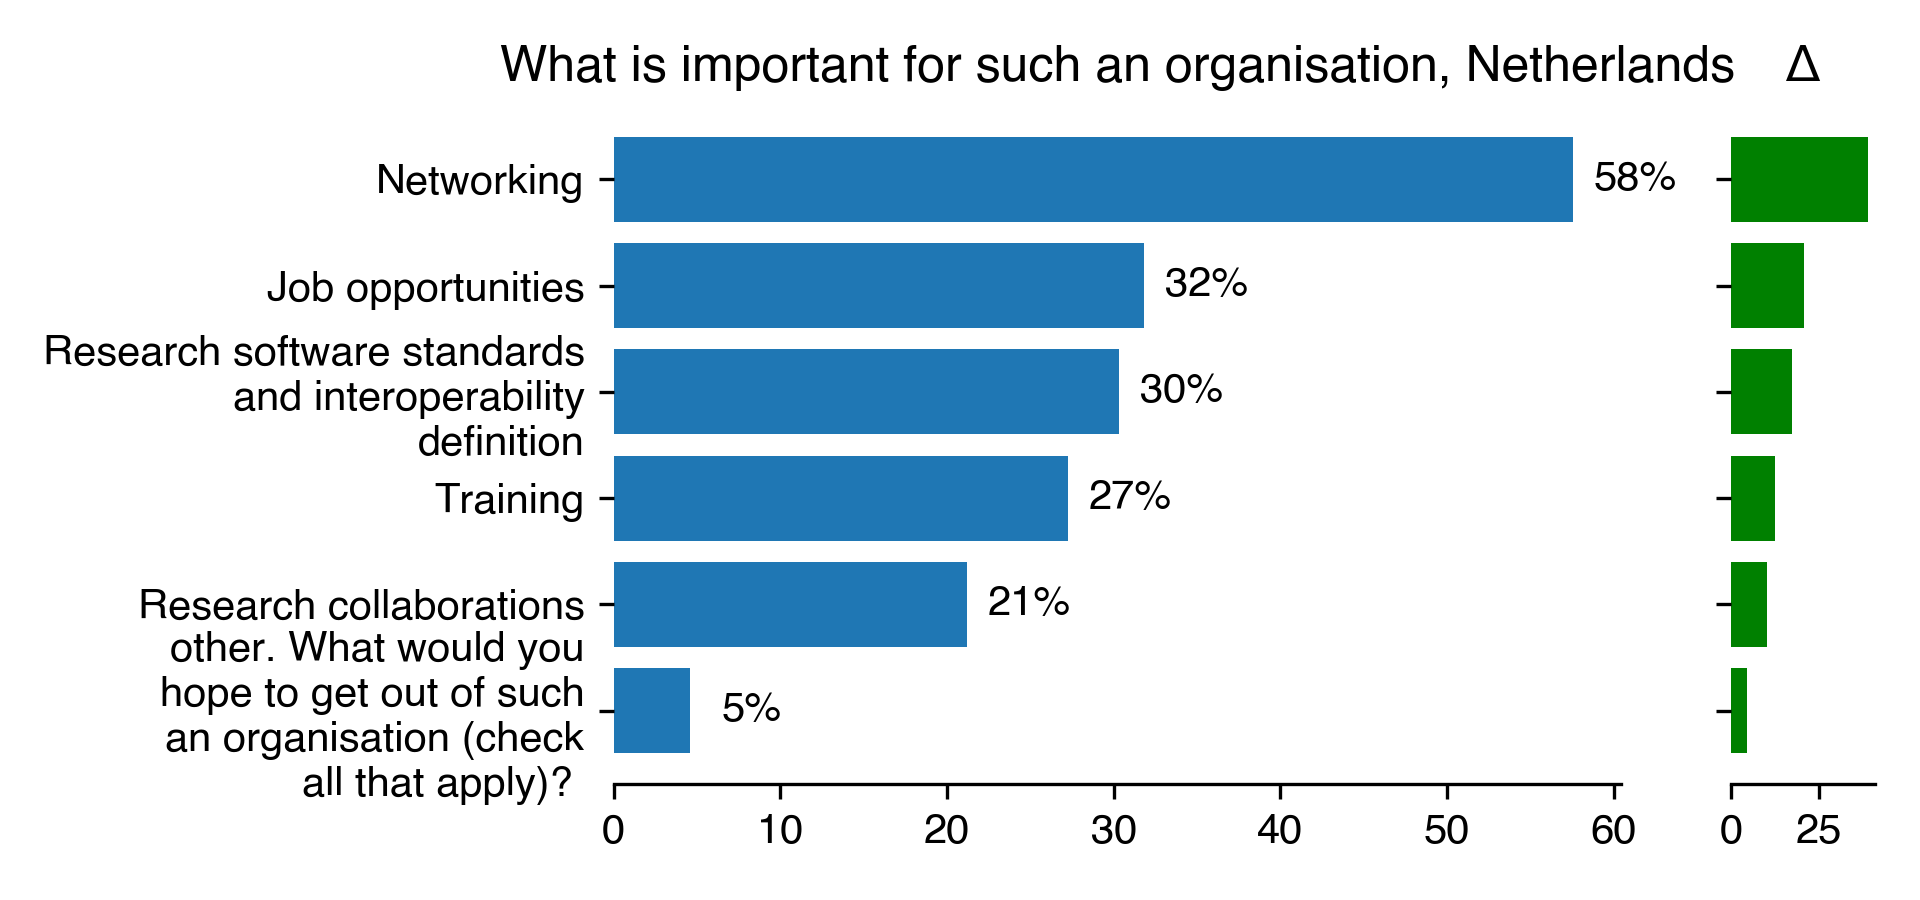 What is important for such an organisation, Netherlands Δ
Networking
58%
Job opportunities
32%
Research software standards
and interoperability
definition
30%
Training
27%
Research collaborations
21%
other. What would you
hope to get out of such
an organisation (check
all that apply)?
5%
0 10 20 30 40 50 60 0 25